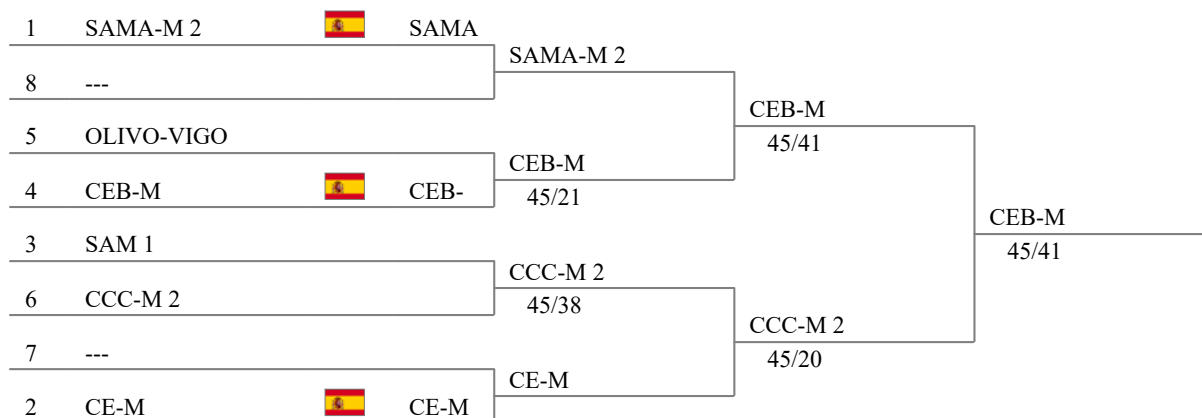 1 SAMA-M 2 SAMA
SAMA-M 2
8 ---
CEB-M
45/41
5 OLIVO-VIGO
CEB-M
45/21
4 CEB-M CEB-
CEB-M
45/41
3 SAM 1
CCC-M 2
45/38
6 CCC-M 2
CCC-M 2
45/20
7 ---
CE-M
2 CE-M CE-M